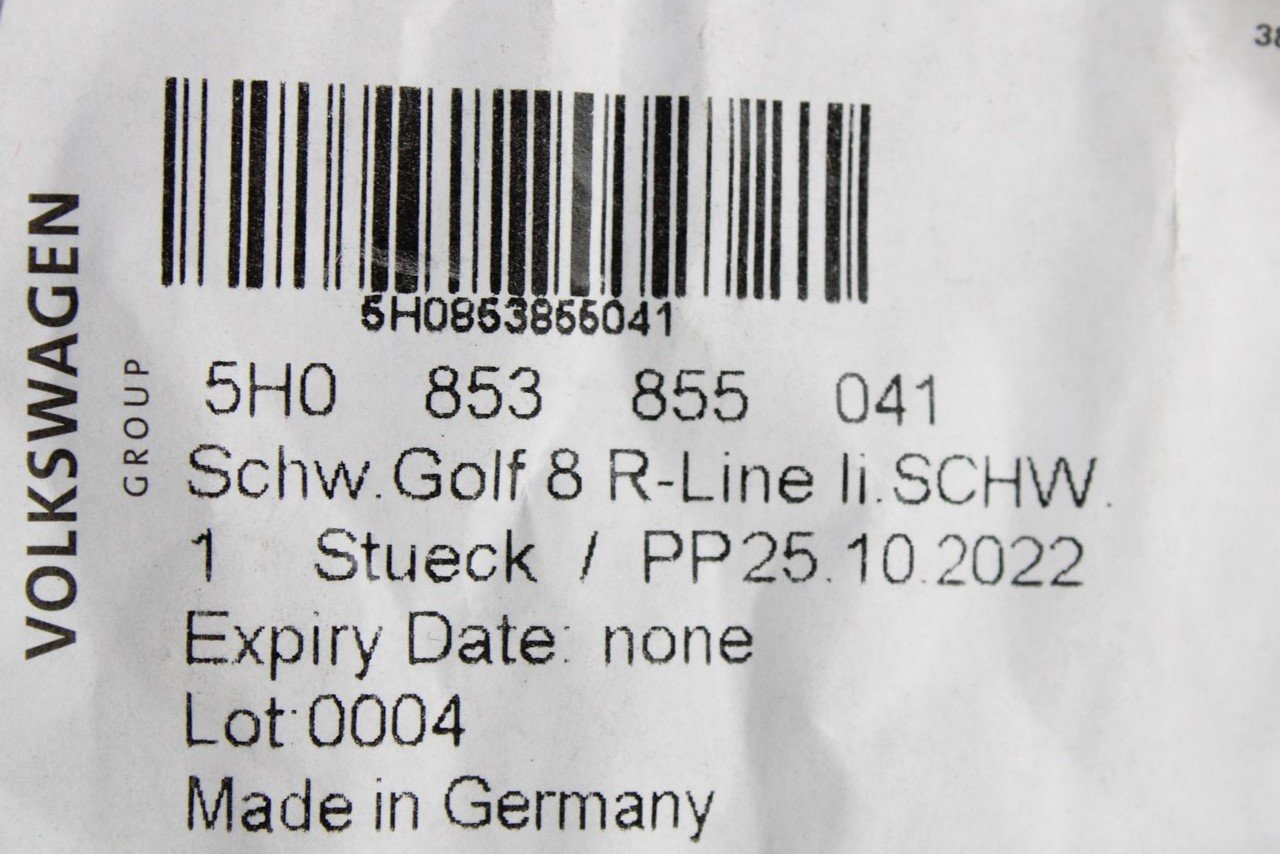 38
VOLKSWAGEN
GROUP
5H0853855041
5H0 853 855 041
Schw.Golf 8 R-Line li.SCHW.
1 Stueck / PP25.10.2022
Expiry Date: none
Lot:0004
Made in Germany